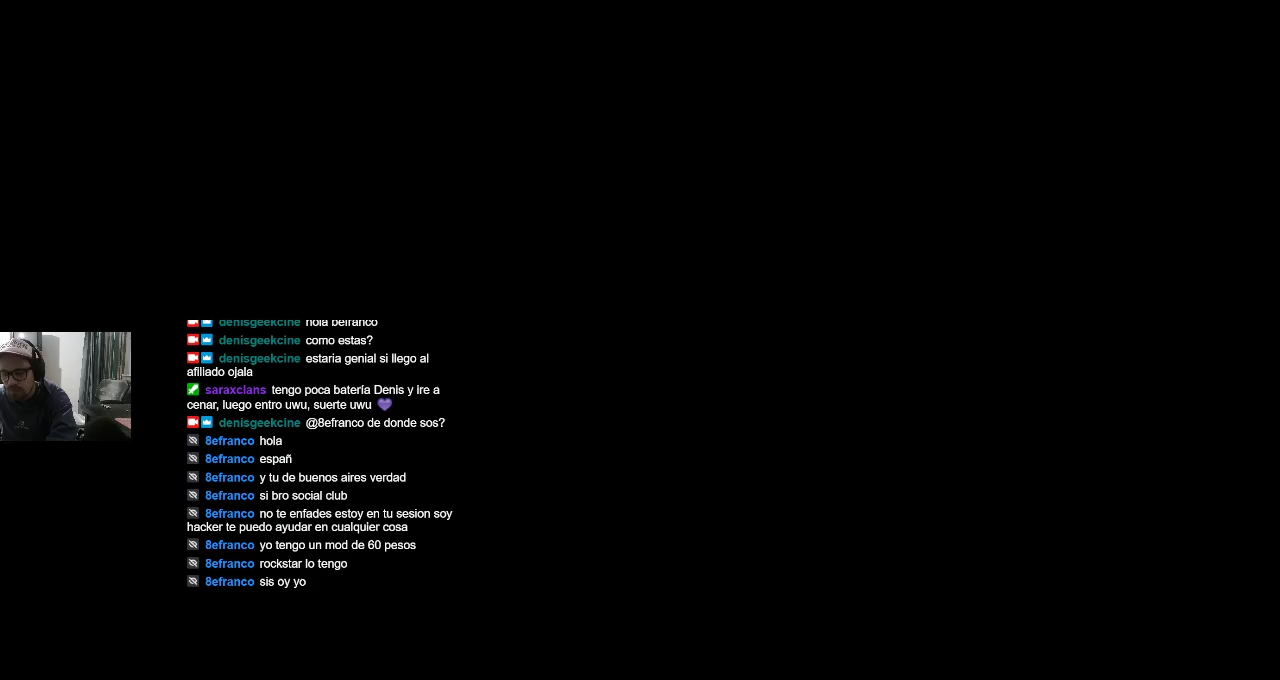 denisgeekcine hola 8efranco
denisgeekcine como estas?
denisgeekcine estaria genial si llego al
afiliado ojala
saraxclans tengo poca batería Denis y ire a
cenar, luego entro uwu, suerte uwu 💜
denisgeekcine @8efranco de donde sos?
8efranco hola
8efranco españ
8efranco y tu de buenos aires verdad
8efranco si bro social club
8efranco no te enfades estoy en tu sesion soy
hacker te puedo ayudar en cualquier cosa
8efranco yo tengo un mod de 60 pesos
8efranco rockstar lo tengo
8efranco sis oy yo